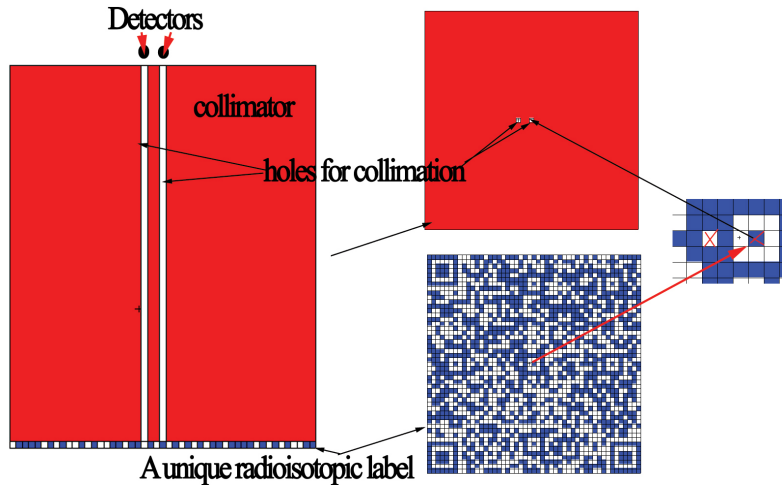 Detectors
collimator
holes for collimation
A unique radioisotopic label